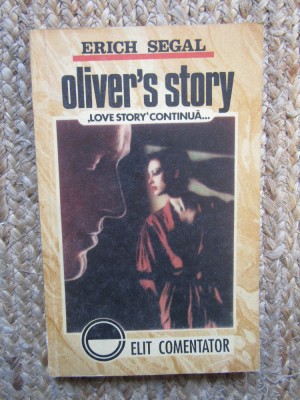 ERICH SEGAL
oliver's story
„LOVE STORY" CONTINUĂ...
ELIT COMENTATOR